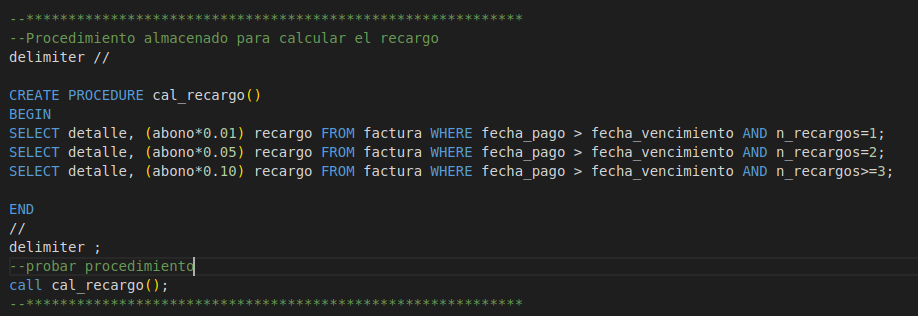 --***********************************************************
--Procedimiento almacenado para calcular el recargo
delimiter //
CREATE PROCEDURE cal_recargo()
BEGIN
SELECT detalle, (abono*0.01) recargo FROM factura WHERE fecha_pago > fecha_vencimiento AND n_recargos=1;
SELECT detalle, (abono*0.05) recargo FROM factura WHERE fecha_pago > fecha_vencimiento AND n_recargos=2;
SELECT detalle, (abono*0.10) recargo FROM factura WHERE fecha_pago > fecha_vencimiento AND n_recargos>=3;
END
//
delimiter ;
--probar procedimiento
call cal_recargo();
--***********************************************************